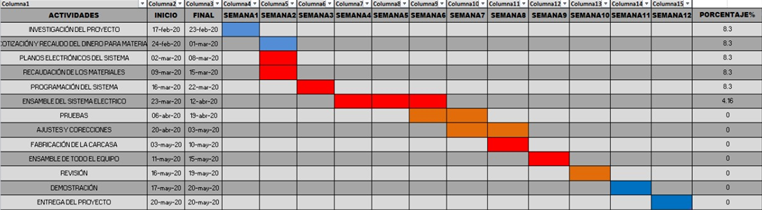 Columna1 Columna2 Columna3 Columna4 Columna5 Columna6 Columna7 Columna8 Columna9 Columna10 Columna11 Columna12 Columna13 Columna14 Columna15
ACTIVIDADES INICIO FINAL SEMANA1 SEMANA2 SEMANA3 SEMANA4 SEMANA5 SEMANA6 SEMANA7 SEMANA8 SEMANA9 SEMANA10 SEMANA11 SEMANA12 PORCENTAJE%
INVESTIGACIÓN DEL PROYECTO 17-feb-20 23-feb-20 8.3
COTIZACIÓN Y RECAUDO DEL DINERO PARA MATERIA 24-feb-20 01-mar-20 8.3
PLANOS ELECTRÓNICOS DEL SISTEMA 02-mar-20 08-mar-20 8.3
RECAUDACIÓN DE LOS MATERIALES 09-mar-20 15-mar-20 8.3
PROGRAMACIÓN DEL SISTEMA 16-mar-20 22-mar-20 8.3
ENSAMBLE DEL SISTEMA ELECTRICO 23-mar-20 12-abr-20 4.16
PRUEBAS 06-abr-20 19-abr-20 0
AJUSTES Y CORECCIONES 20-abr-20 03-may-20 0
FABRICACIÓN DE LA CARCASA 03-may-20 10-may-20 0
ENSAMBLE DE TODO EL EQUIPO 11-may-20 15-may-20 0
REVISIÓN 16-may-20 19-may-20 0
DEMOSTRACIÓN 17-may-20 20-may-20 0
ENTREGA DEL PROYECTO 20-may-20 20-may-20 0